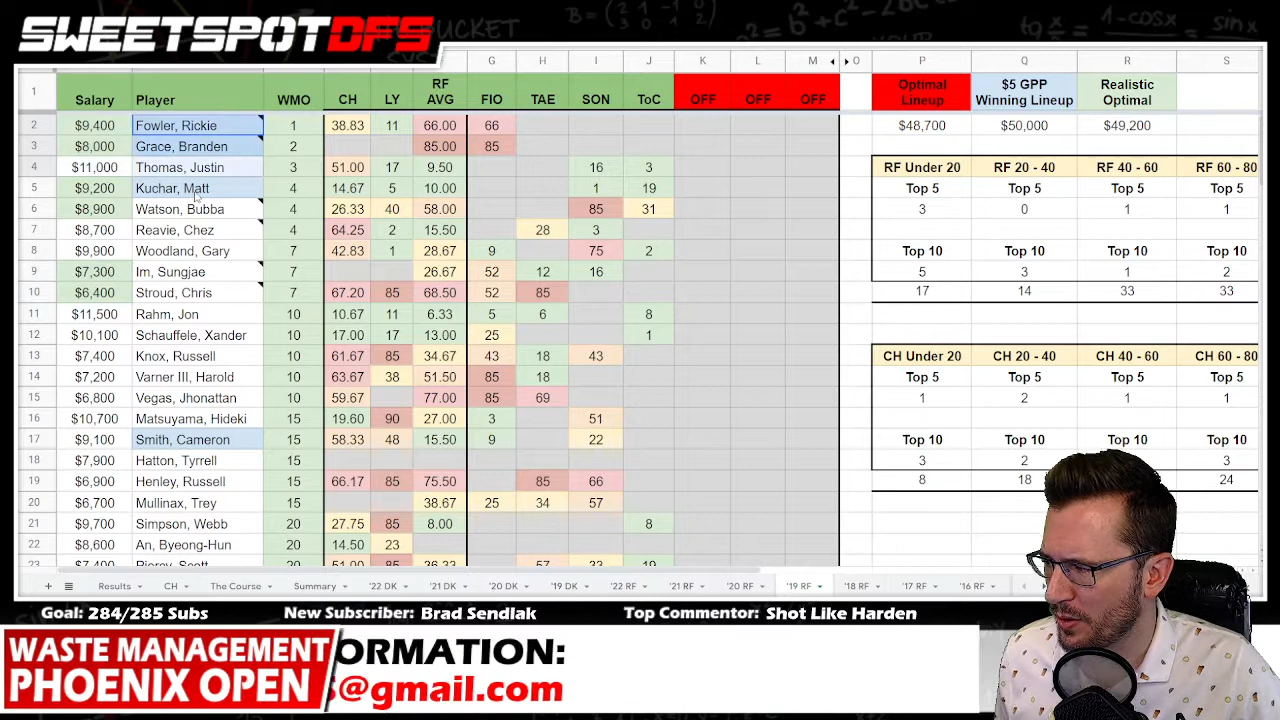 SWEETSPOTDFS
G H I J K L M O P Q R S
1 Salary Player WMO CH LY RF AVG FIO TAE SON ToC OFF OFF OFF Optimal Lineup $5 GPP Winning Lineup Realistic Optimal
2 $9,400 Fowler, Rickie 1 38.83 11 66.00 66 $48,700 $50,000 $49,200
3 $8,000 Grace, Branden 2 85.00 85
4 $11,000 Thomas, Justin 3 51.00 17 9.50 16 3 RF Under 20 RF 20 - 40 RF 40 - 60 RF 60 - 80
5 $9,200 Kuchar, Matt 4 14.67 5 10.00 1 19 Top 5 Top 5 Top 5 Top 5
6 $8,900 Watson, Bubba 4 26.33 40 58.00 85 31 3 0 1 1
7 $8,700 Reavie, Chez 4 64.25 2 15.50 28 3
8 $9,900 Woodland, Gary 7 42.83 1 28.67 9 75 2 Top 10 Top 10 Top 10 Top 10
9 $7,300 Im, Sungjae 7 26.67 52 12 16 5 3 1 2
10 $6,400 Stroud, Chris 7 67.20 85 68.50 52 85 17 14 33 33
11 $11,500 Rahm, Jon 10 10.67 11 6.33 5 6 8
12 $10,100 Schauffele, Xander 10 17.00 17 13.00 25 1
13 $7,400 Knox, Russell 10 61.67 85 34.67 43 18 43 CH Under 20 CH 20 - 40 CH 40 - 60 CH 60 - 80
14 $7,200 Varner III, Harold 10 63.67 38 51.50 85 18 Top 5 Top 5 Top 5 Top 5
15 $6,800 Vegas, Jhonattan 10 59.67 77.00 85 69 1 2 1 1
16 $10,700 Matsuyama, Hideki 15 19.60 90 27.00 3 51
17 $9,100 Smith, Cameron 15 58.33 48 15.50 9 22 Top 10 Top 10 Top 10 Top 10
18 $7,900 Hatton, Tyrrell 15 3 2 3
19 $6,900 Henley, Russell 15 66.17 85 75.50 85 66 8 18 24
20 $6,700 Mullinax, Trey 15 38.67 25 34 57
21 $9,700 Simpson, Webb 20 27.75 85 8.00 8
22 $8,600 An, Byeong-Hun 20 14.50 23
23
+ Results CH The Course Summary '22 DK '21 DK '20 DK '19 DK '22 RF '21 RF '20 RF '19 RF '18 RF '17 RF '16 RF
Goal: 284/285 Subs New Subscriber: Brad Sendlak Top Commentor: Shot Like Harden
WASTE MANAGEMENT
PHOENIX OPEN
ORMATION:
@gmail.com